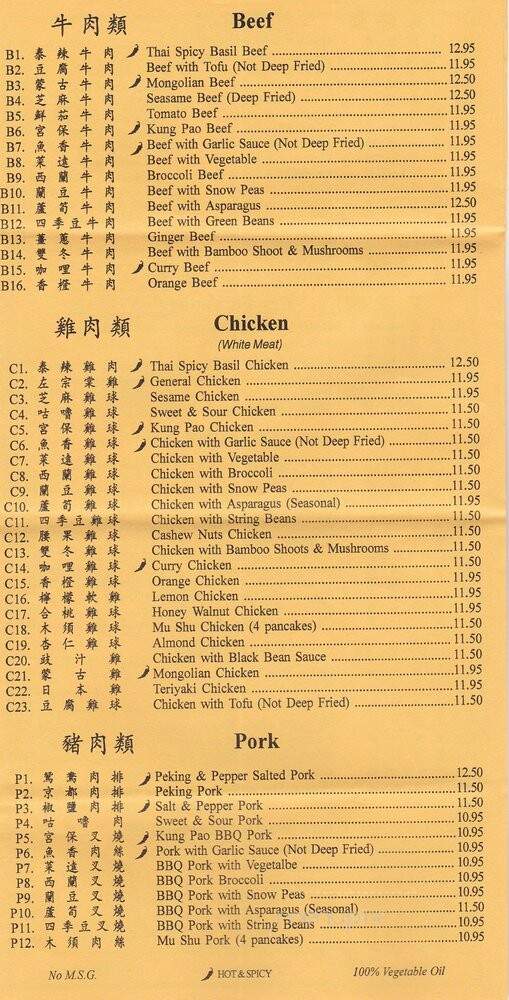 牛肉類 Beef
B1. 泰辣牛肉 Thai Spicy Basil Beef 12.95
B2. 豆腐牛肉 Beef with Tofu (Not Deep Fried) 11.95
B3. 蒙古牛肉 Mongolian Beef 12.50
B4. 芝麻牛肉 Seasame Beef (Deep Fried) 12.50
B5. 鮮茄牛肉 Tomato Beef 11.95
B6. 宮保牛肉 Kung Pao Beef 11.95
B7. 魚香牛肉 Beef with Garlic Sauce (Not Deep Fried) 11.95
B8. 菜遠牛肉 Beef with Vegetable 11.95
B9. 西蘭牛肉 Broccoli Beef 11.95
B10. 蘭豆牛肉 Beef with Snow Peas 11.95
B11. 蘆筍牛肉 Beef with Asparagus 12.50
B12. 四季豆牛肉 Beef with Green Beans 11.95
B13. 薑蔥牛肉 Ginger Beef 11.95
B14. 雙冬牛肉 Beef with Bamboo Shoot & Mushrooms 11.95
B15. 咖哩牛肉 Curry Beef 11.95
B16. 香橙牛肉 Orange Beef 11.95
雞肉類 Chicken
(White Meat)
C1. 泰辣雞肉 Thai Spicy Basil Chicken 12.50
C2. 左宗棠雞 General Chicken 11.95
C3. 芝麻雞球 Sesame Chicken 11.95
C4. 咕嚕雞球 Sweet & Sour Chicken 11.50
C5. 宮保雞球 Kung Pao Chicken 11.50
C6. 魚香雞球 Chicken with Garlic Sauce (Not Deep Fried) 11.50
C7. 菜遠雞球 Chicken with Vegetable 11.50
C8. 西蘭雞球 Chicken with Broccoli 11.50
C9. 蘭豆雞球 Chicken with Snow Peas 11.50
C10. 蘆筍雞球 Chicken with Asparagus (Seasonal) 11.95
C11. 四季豆雞球 Chicken with String Beans 11.50
C12. 腰果雞球 Cashew Nuts Chicken 11.50
C13. 雙冬雞球 Chicken with Bamboo Shoots & Mushrooms 11.50
C14. 咖哩雞球 Curry Chicken 11.50
C15. 香橙雞球 Orange Chicken 11.95
C16. 檸檬軟雞 Lemon Chicken 11.95
C17. 合桃雞球 Honey Walnut Chicken 11.95
C18. 木須雞球 Mu Shu Chicken (4 pancakes) 11.50
C19. 杏仁雞球 Almond Chicken 11.50
C20. 豉汁雞 Chicken with Black Bean Sauce 11.50
C21. 蒙古雞 Mongolian Chicken 11.95
C22. 日本雞 Teriyaki Chicken 11.95
C23. 豆腐雞球 Chicken with Tofu (Not Deep Fried) 11.50
豬肉類 Pork
P1. 鴛鴦肉排 Peking & Pepper Salted Pork 12.50
P2. 京都肉排 Peking Pork 11.50
P3. 椒鹽肉排 Salt & Pepper Pork 11.50
P4. 咕嚕肉 Sweet & Sour Pork 10.95
P5. 宮保叉燒 Kung Pao BBQ Pork 10.95
P6. 魚香肉絲 Pork with Garlic Sauce (Not Deep Fried) 10.95
P7. 菜遠叉燒 BBQ Pork with Vegetalbe 10.95
P8. 西蘭叉燒 BBQ Pork Broccoli 10.95
P9. 蘭豆叉燒 BBQ Pork with Snow Peas 10.95
P10. 蘆筍叉燒 BBQ Pork with Asparagus (Seasonal) 11.50
P11. 四季豆叉燒 BBQ Pork with String Beans 10.95
P12. 木須肉絲 Mu Shu Pork (4 pancakes) 10.95
No M.S.G. HOT & SPICY 100% Vegetable Oil